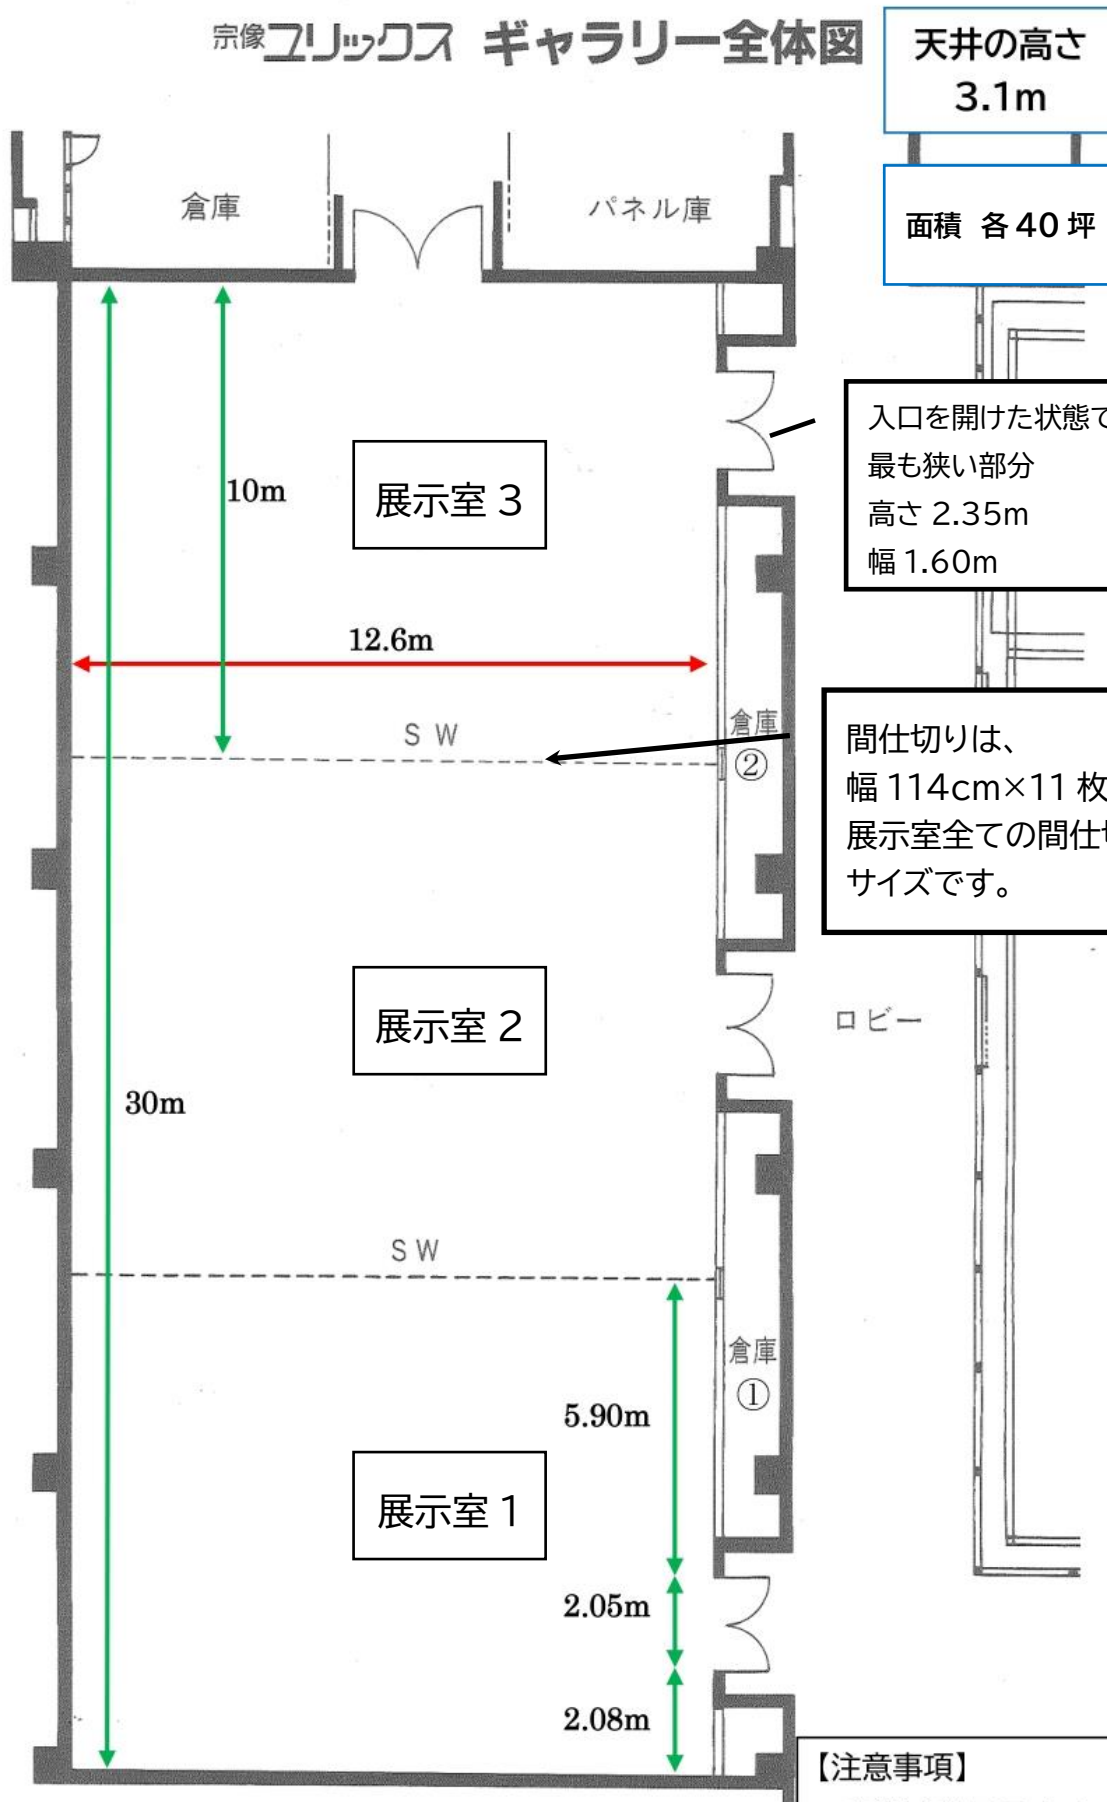 宗像ユリックス ギャラリー全体図
天井の高さ
3.1m
面積 各40坪
倉庫
パネル庫
入口を開けた状態で
最も狭い部分
高さ 2.35m
幅 1.60m
10m
展示室 3
12.6m
SW
倉庫
②
間仕切りは、
幅 114cm×11 枚
展示室全ての間仕切
サイズです。
展示室 2
ロビー
30m
SW
倉庫
①
5.90m
展示室 1
2.05m
2.08m
【注意事項】